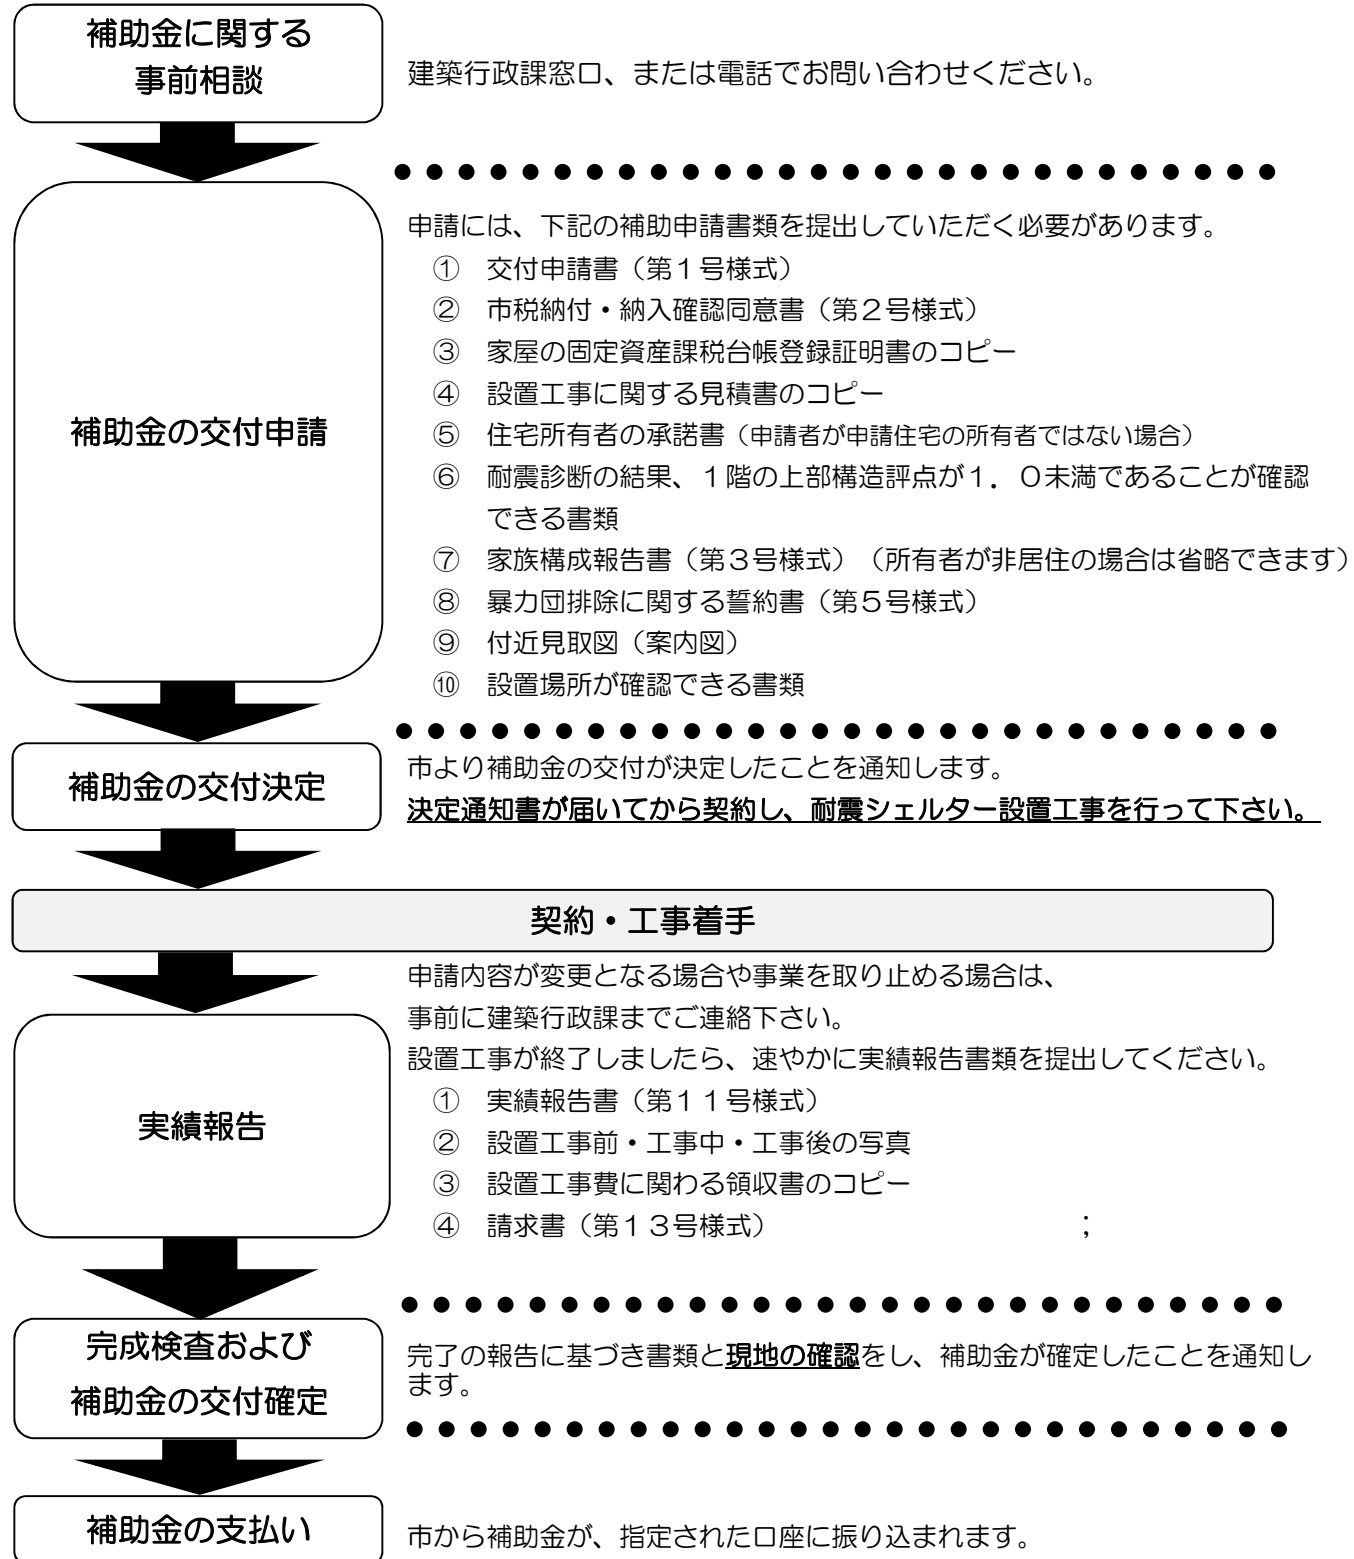 補助金に関する
事前相談
建築行政課窓口、または電話でお問い合わせください。
補助金の交付申請
申請には、下記の補助申請書類を提出していただく必要があります。
① 交付申請書（第１号様式）
② 市税納付・納入確認同意書（第２号様式）
③ 家屋の固定資産課税台帳登録証明書のコピー
④ 設置工事に関する見積書のコピー
⑤ 住宅所有者の承諾書（申請者が申請住宅の所有者ではない場合）
⑥ 耐震診断の結果、１階の上部構造評点が１．０未満であることが確認
できる書類
⑦ 家族構成報告書（第３号様式）（所有者が非居住の場合は省略できます）
⑧ 暴力団排除に関する誓約書（第５号様式）
⑨ 付近見取図（案内図）
⑩ 設置場所が確認できる書類
補助金の交付決定
市より補助金の交付が決定したことを通知します。
決定通知書が届いてから契約し、耐震シェルター設置工事を行って下さい。
契約・工事着手
申請内容が変更となる場合や事業を取り止める場合は、
事前に建築行政課までご連絡下さい。
実績報告
設置工事が終了しましたら、速やかに実績報告書類を提出してください。
① 実績報告書（第１１号様式）
② 設置工事前・工事中・工事後の写真
③ 設置工事費に関わる領収書のコピー
④ 請求書（第１３号様式） ；
完成検査および
補助金の交付確定
完了の報告に基づき書類と現地の確認をし、補助金が確定したことを通知し
ます。
補助金の支払い
市から補助金が、指定された口座に振り込まれます。